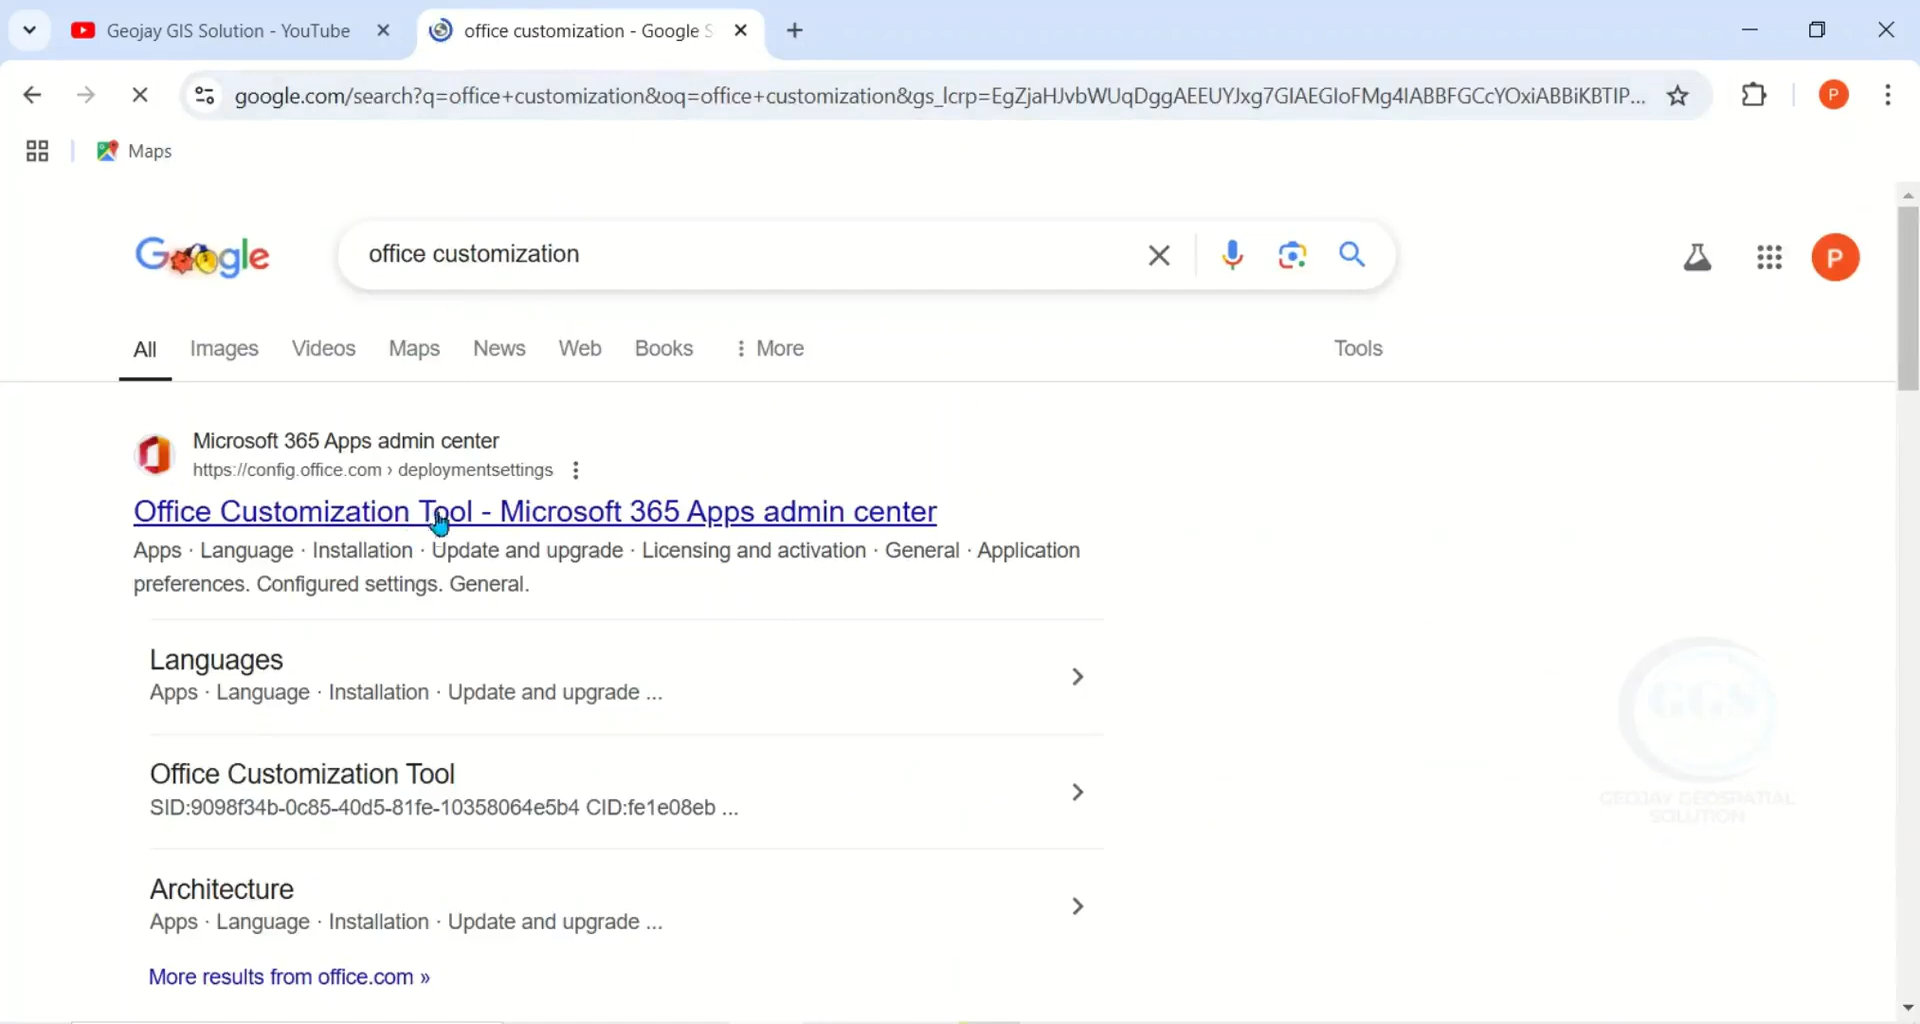 Geojay GIS Solution - YouTube
office customization - Google S
google.com/search?q=office+customization&oq=office+customization&gs_lcrp=EgZjaHJvbWUqDggAEEUYJxg7GIAEGIoFMg4IABBFGCcYOxiABBiKBTIP...
P
Maps
Google
office customization
P
All
Images
Videos
Maps
News
Web
Books
More
Tools
Microsoft 365 Apps admin center
https://config.office.com › deploymentsettings
Office Customization Tool - Microsoft 365 Apps admin center
Apps · Language · Installation · Update and upgrade · Licensing and activation · General · Application
preferences. Configured settings. General.
Languages
Apps · Language · Installation · Update and upgrade ...
Office Customization Tool
SID:9098f34b-0c85-40d5-81fe-10358064e5b4 CID:fe1e08eb ...
Architecture
Apps · Language · Installation · Update and upgrade ...
More results from office.com »
GGS
GEOJAY GEOSPATIAL
SOLUTION